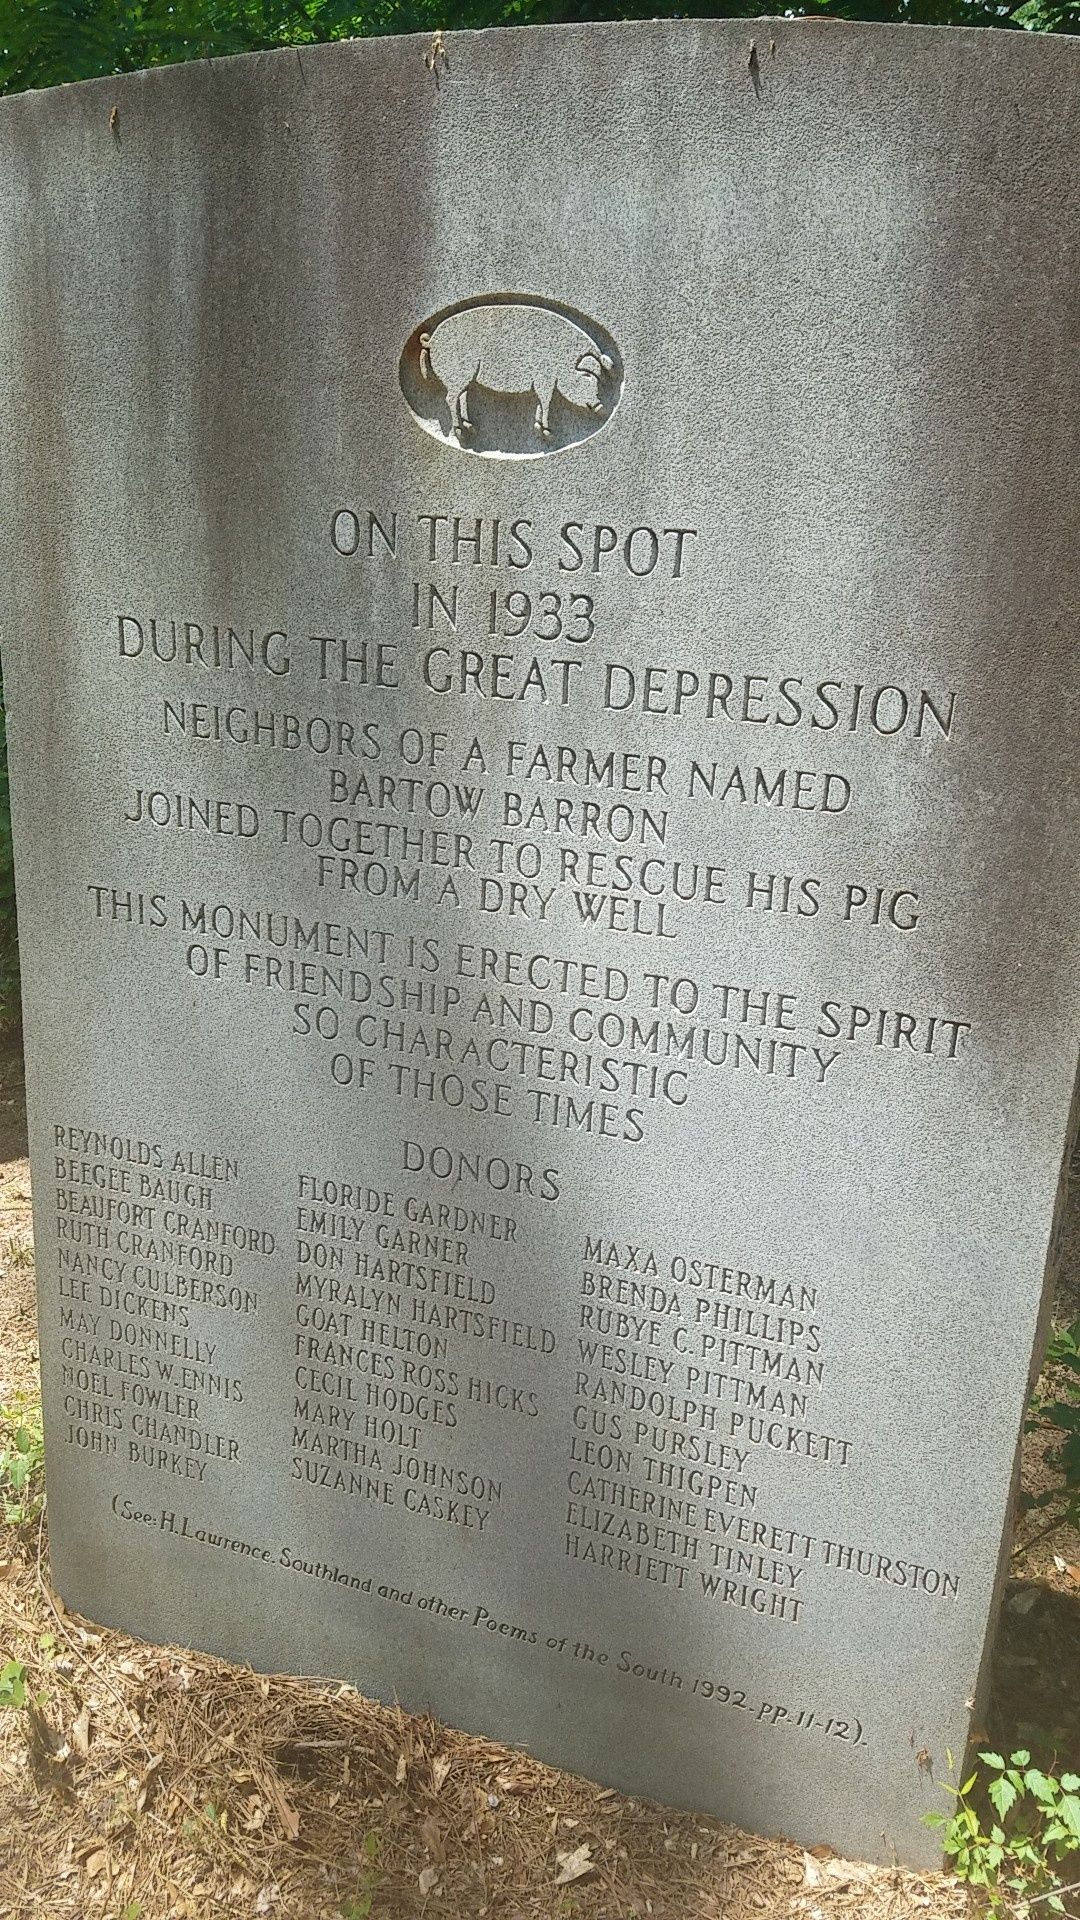 ON THIS SPOT
IN 1933
DURING THE GREAT DEPRESSION
NEIGHBORS OF A FARMER NAMED
BARTOW BARRON
JOINED TOGETHER TO RESCUE HIS PIG
FROM A DRY WELL
THIS MONUMENT IS ERECTED TO THE SPIRIT
OF FRIENDSHIP AND COMMUNITY
SO CHARACTERISTIC
OF THOSE TIMES
DONORS
REYNOLDS ALLEN
BEEGEE BAUGH
BEAUFORT CRANFORD
RUTH CRANFORD
NANCY CULBERSON
LEE DICKENS
MAY DONNELLY
CHARLES W. ENNIS
NOEL FOWLER
CHRIS CHANDLER
JOHN BURKEY
FLORIDE GARDNER
EMILY GARNER
DON HARTSFIELD
MYRALYN HARTSFIELD
GOAT HELTON
FRANCES ROSS HICKS
CECIL HODGES
MARY HOLT
MARTHA JOHNSON
SUZANNE CASKEY
MAXA OSTERMAN
BRENDA PHILLIPS
RUBYE C. PITTMAN
WESLEY PITTMAN
RANDOLPH PUCKETT
GUS PURSLEY
LEON THIGPEN
CATHERINE EVERETT THURSTON
ELIZABETH TINLEY
HARRIETT WRIGHT
(See: H. Lawrence. Southland and other Poems of the South 1992. pp. 11-12).